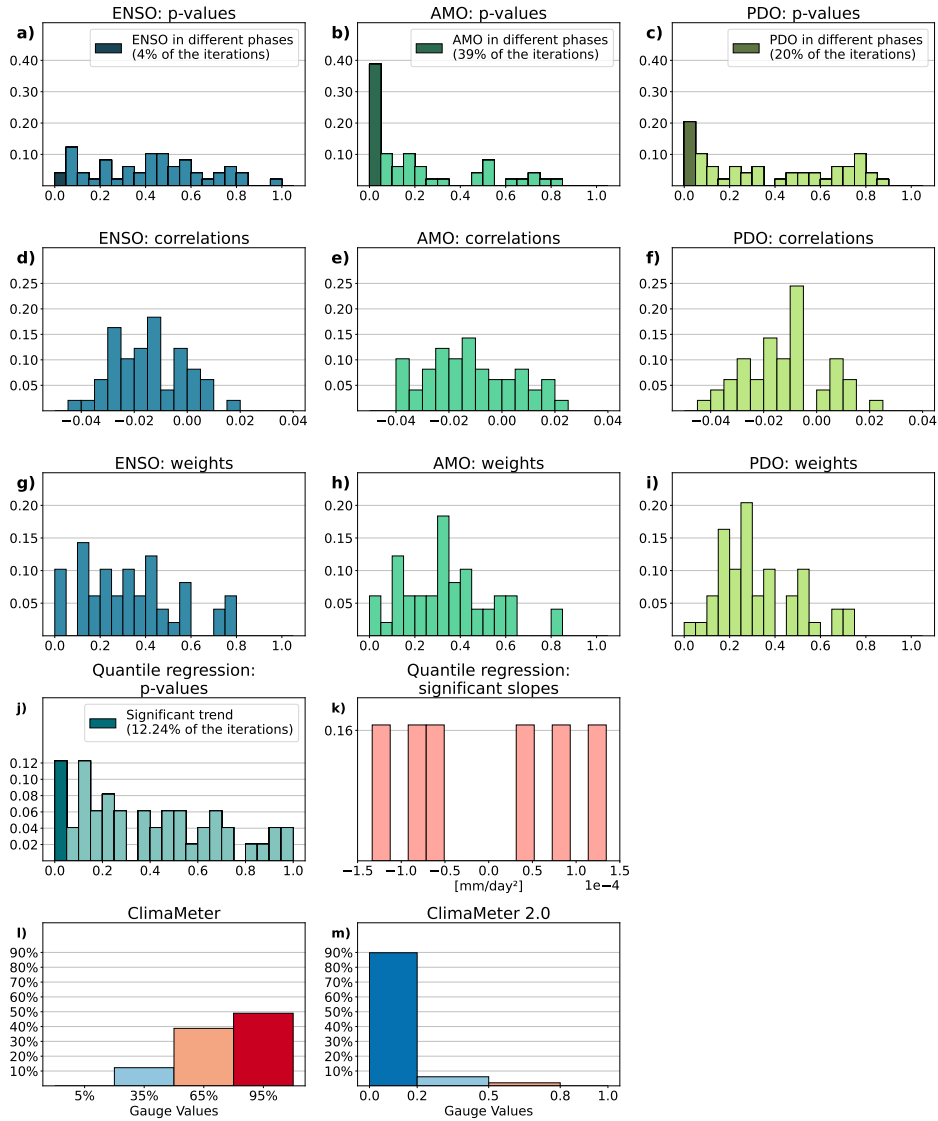 ENSO: p-values
a)
ENSO in different phases
(4% of the iterations)
0.40
0.30
0.20
0.10
0.0 0.2 0.4 0.6 0.8 1.0
AMO: p-values
b)
AMO in different phases
(39% of the iterations)
0.40
0.30
0.20
0.10
0.0 0.2 0.4 0.6 0.8 1.0
PDO: p-values
c)
PDO in different phases
(20% of the iterations)
0.40
0.30
0.20
0.10
0.0 0.2 0.4 0.6 0.8 1.0
ENSO: correlations
d)
0.25
0.20
0.15
0.10
0.05
−0.04 −0.02 0.00 0.02 0.04
AMO: correlations
e)
0.25
0.20
0.15
0.10
0.05
−0.04 −0.02 0.00 0.02 0.04
PDO: correlations
f)
0.25
0.20
0.15
0.10
0.05
−0.04 −0.02 0.00 0.02 0.04
ENSO: weights
g)
0.20
0.15
0.10
0.05
0.0 0.2 0.4 0.6 0.8 1.0
AMO: weights
h)
0.20
0.15
0.10
0.05
0.0 0.2 0.4 0.6 0.8 1.0
PDO: weights
i)
0.20
0.15
0.10
0.05
0.0 0.2 0.4 0.6 0.8 1.0
Quantile regression:
p-values
j)
Significant trend
(12.24% of the iterations)
0.12
0.10
0.08
0.06
0.04
0.02
0.0 0.2 0.4 0.6 0.8 1.0
Quantile regression:
significant slopes
k)
0.16
−1.5 −1.0 −0.5 0.0 0.5 1.0 1.5
[mm/day²]
1e−4
ClimaMeter
l)
90%
80%
70%
60%
50%
40%
30%
20%
10%
5% 35% 65% 95%
Gauge Values
ClimaMeter 2.0
m)
90%
80%
70%
60%
50%
40%
30%
20%
10%
0.0 0.2 0.5 0.8 1.0
Gauge Values